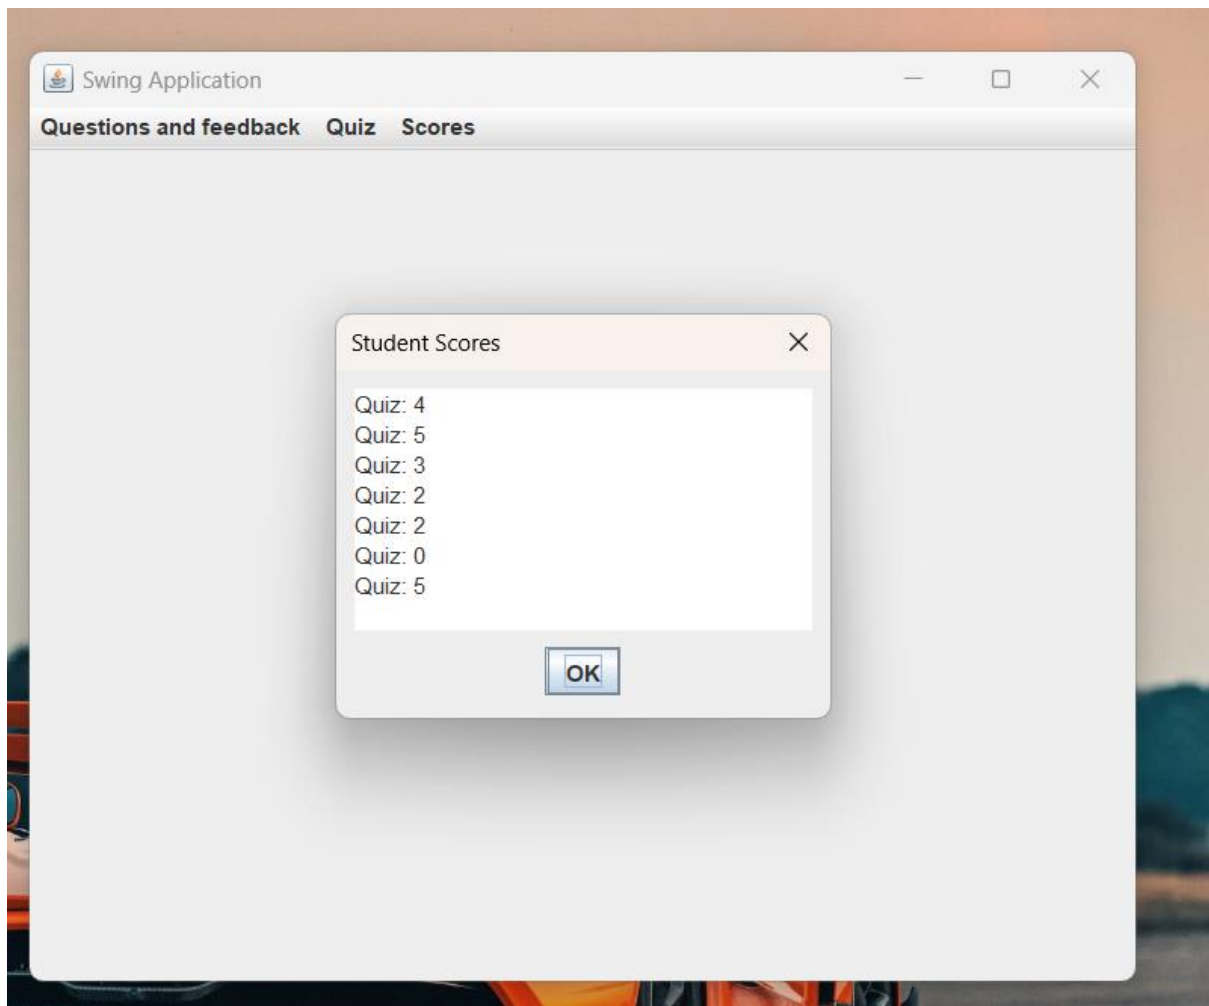 Swing Application
Questions and feedback Quiz Scores
Student Scores
Quiz: 4
Quiz: 5
Quiz: 3
Quiz: 2
Quiz: 2
Quiz: 0
Quiz: 5
OK